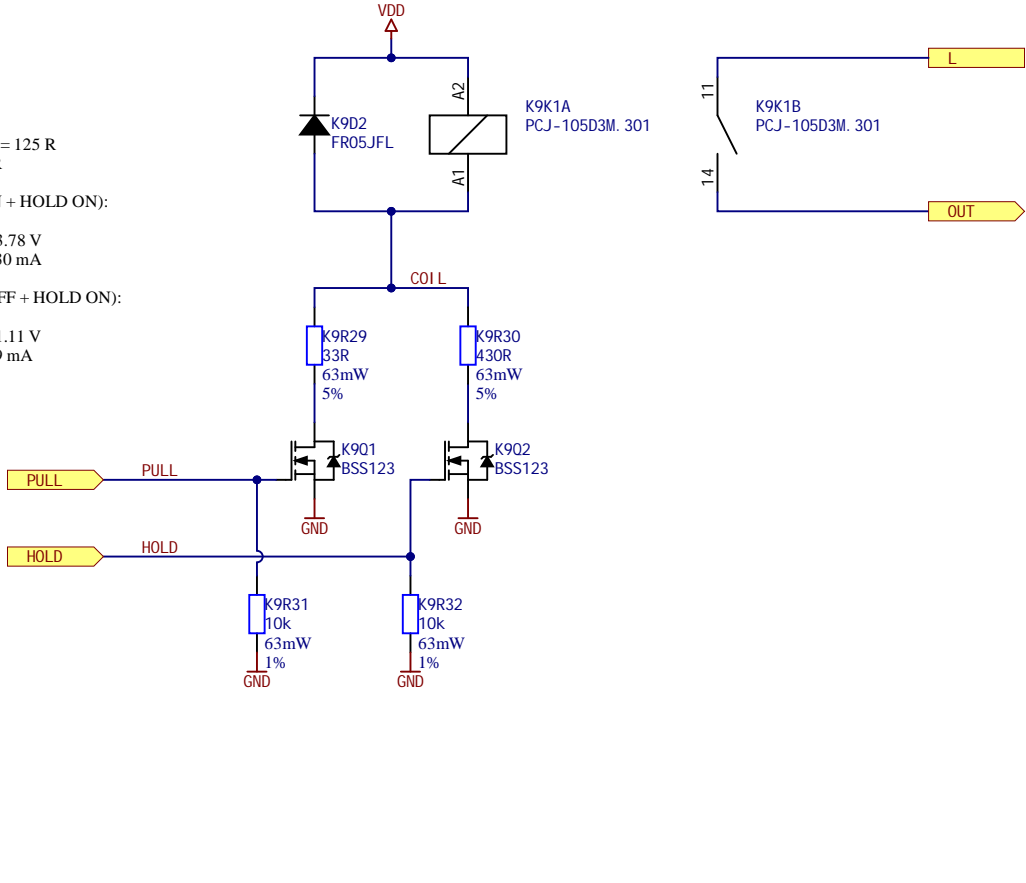 VDD
L
A2
11
K9K1A
PCJ-105D3M.301
K9K1B
PCJ-105D3M.301
K9D2
FR05JFL
= 125 R
A1
14
+ HOLD ON):
OUT
3.78 V
30 mA
COIL
FF + HOLD ON):
1.11 V
9 mA
K9R29
33R
63mW
5%
K9R30
430R
63mW
5%
K9Q1
BSS123
K9Q2
BSS123
PULL
PULL
GND
GND
HOLD
HOLD
K9R31
10k
63mW
1%
K9R32
10k
63mW
1%
GND
GND